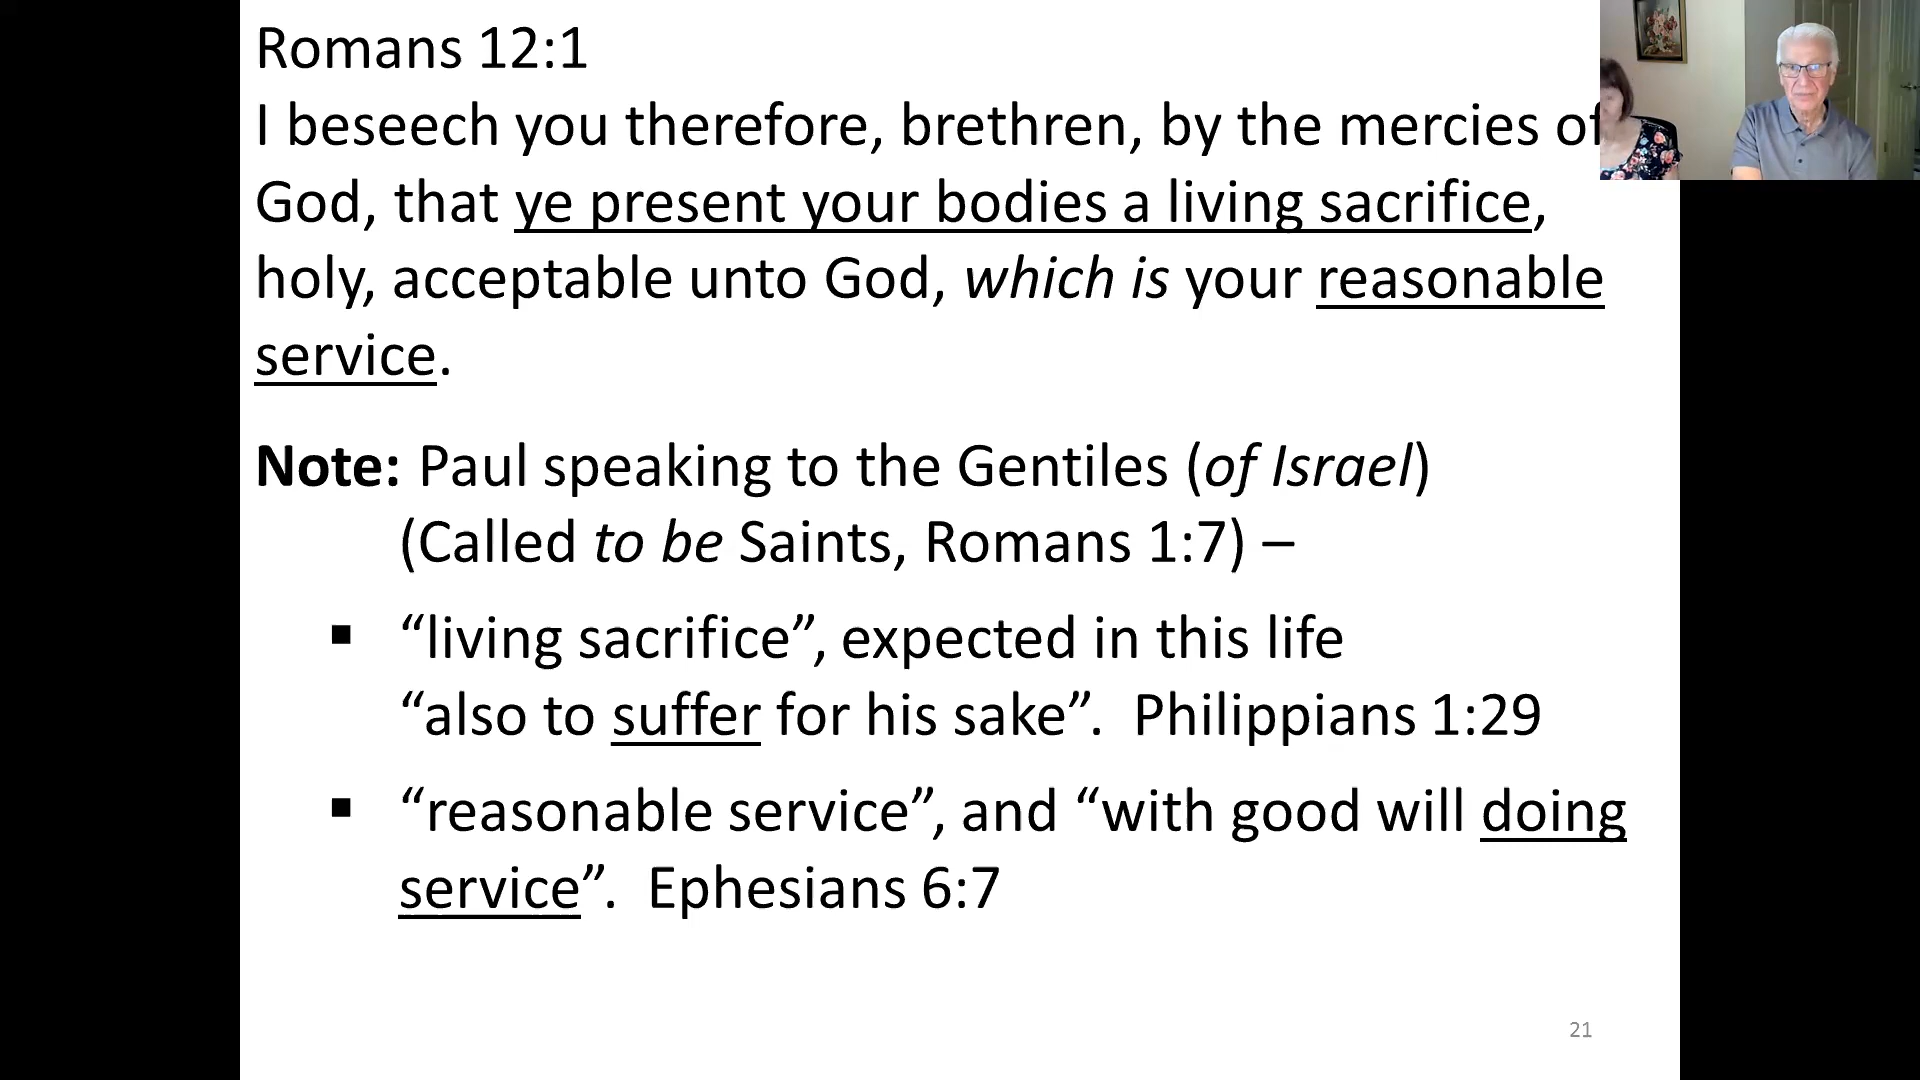 Romans 12:1
I beseech you therefore, brethren, by the mercies of
God, that ye present your bodies a living sacrifice,
holy, acceptable unto God, which is your reasonable
service.
Note: Paul speaking to the Gentiles (of Israel)
(Called to be Saints, Romans 1:7) –
▪ “living sacrifice”, expected in this life
“also to suffer for his sake”. Philippians 1:29
▪ “reasonable service”, and “with good will doing
service”. Ephesians 6:7
21